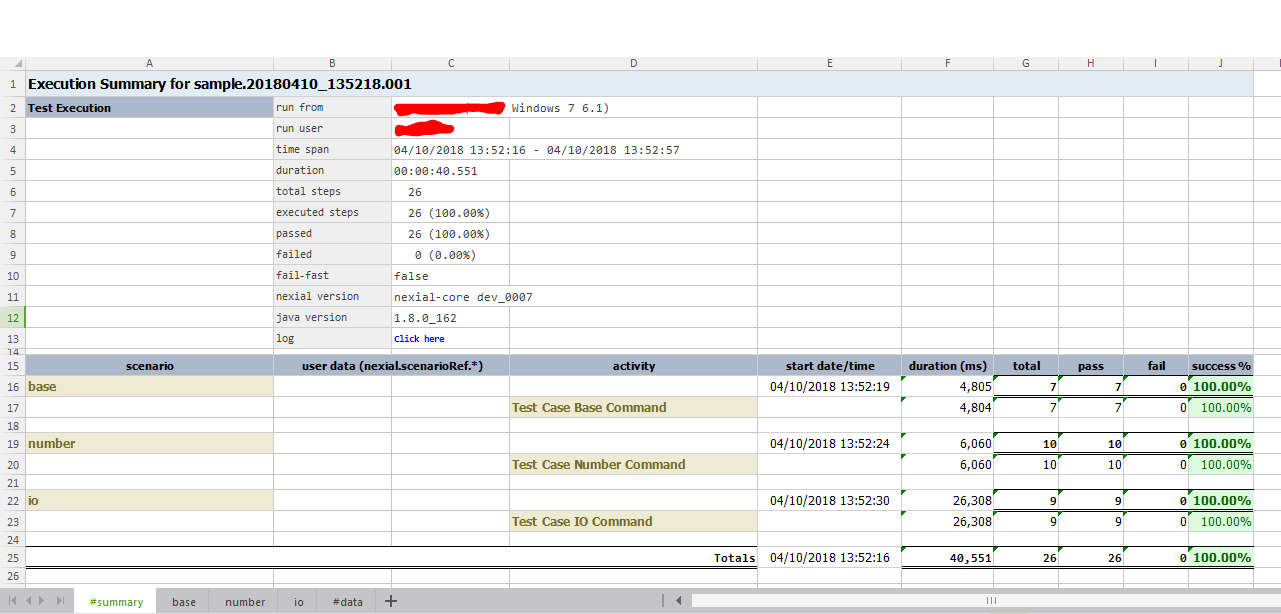 A B C D E F G H I J
1 Execution Summary for sample.20180410_135218.001
2 Test Execution run from Windows 7 6.1)
3 run user
4 time span 04/10/2018 13:52:16 - 04/10/2018 13:52:57
5 duration 00:00:40.551
6 total steps 26
7 executed steps 26 (100.00%)
8 passed 26 (100.00%)
9 failed 0 (0.00%)
10 fail-fast false
11 nexial version nexial-core dev_0007
12 java version 1.8.0_162
13 log Click here
14
15 scenario user data (nexial.scenarioRef.*) activity start date/time duration (ms) total pass fail success %
16 base 04/10/2018 13:52:19 4,805 7 7 0 100.00%
17 Test Case Base Command 4,804 7 7 0 100.00%
18
19 number 04/10/2018 13:52:24 6,060 10 10 0 100.00%
20 Test Case Number Command 6,060 10 10 0 100.00%
21
22 io 04/10/2018 13:52:30 26,308 9 9 0 100.00%
23 Test Case IO Command 26,308 9 9 0 100.00%
24
25 Totals 04/10/2018 13:52:16 40,551 26 26 0 100.00%
26
#summary base number io #data